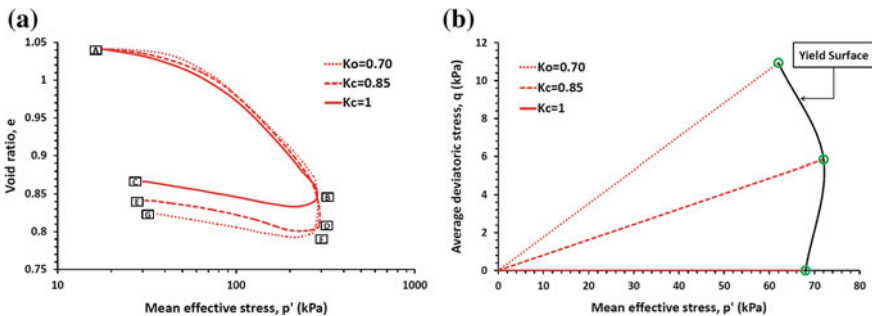 (a)
1.05
1
0.95
0.9
0.85
0.8
0.75
Void ratio, e
A
C
E
G
B
D
F
Ko=0.70
Kc=0.85
Kc=1
10
100
1000
Mean effective stress, p' (kPa)
(b)
12
10
8
6
4
2
0
Average deviatoric stress, q (kPa)
Ko=0.70
Kc=0.85
Kc=1
Yield Surface
0
10
20
30
40
50
60
70
80
Mean effective stress, p' (kPa)